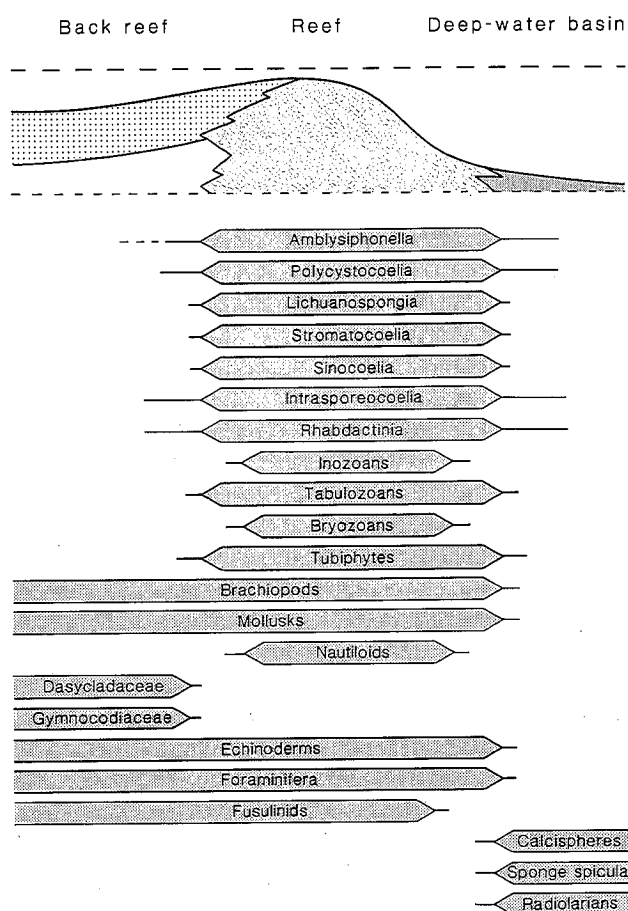 Back reef Reef Deep-water basin
Amblysiphonella
Polycystocoelia
Lichuanospongia
Stromatocoelia
Sinocoelia
Intrasporeocoelia
Rhabdactinia
Inozoans
Tabulozoans
Bryozoans
Tubiphytes
Brachiopods
Mollusks
Nautiloids
Dasycladaceae
Gymnocodiaceae
Echinoderms
Foraminifera
Fusulinids
Calcispheres
Sponge spicula
Radiolarians